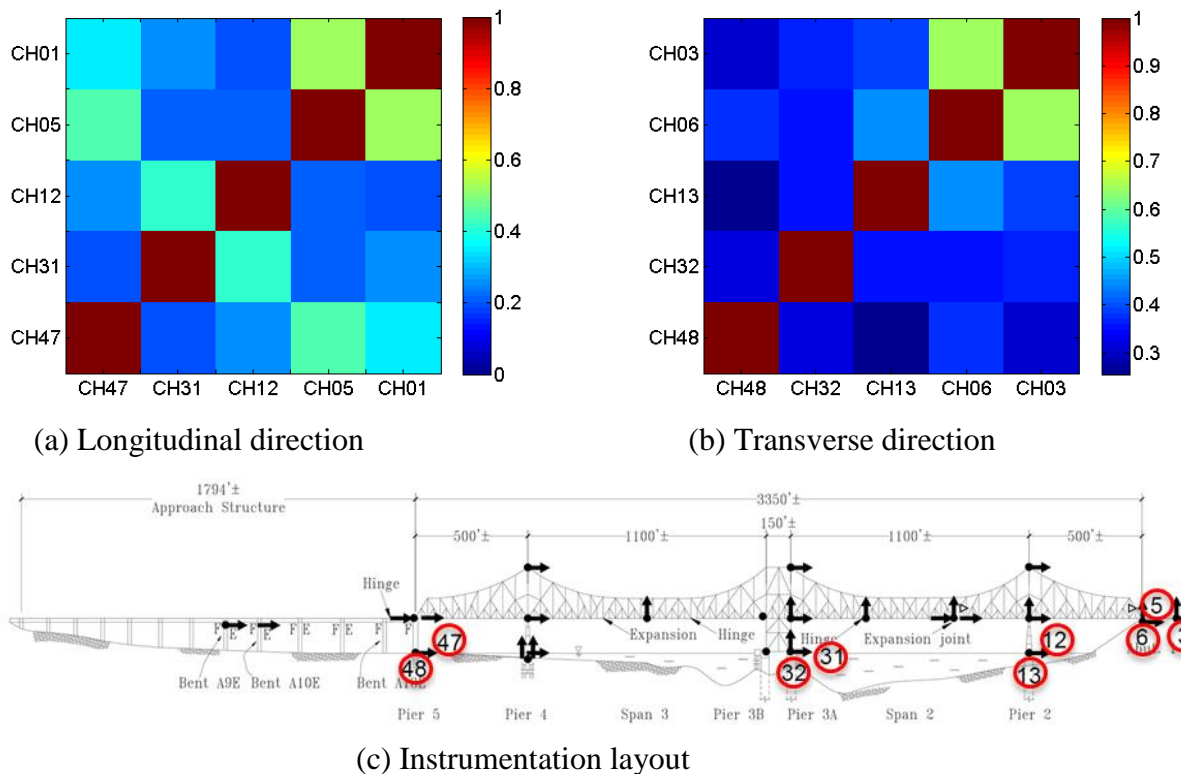 CH01
CH05
CH12
CH31
CH47
CH47 CH31 CH12 CH05 CH01
1
0.8
0.6
0.4
0.2
0
CH03
CH06
CH13
CH32
CH48
CH48 CH32 CH13 CH06 CH03
1
0.9
0.8
0.7
0.6
0.5
0.4
0.3
(a) Longitudinal direction
(b) Transverse direction
1794'±
Approach Structure
3350'±
150'±
500'±
1100'±
1100'±
500'±
Hinge
F E F E F E F E F F
Expansion
Hinge
Hinge
Expansion joint
5
6
3
47
48
31
32
12
13
Bent A9E
Bent A10E
Pier 5
Pier 4
Span 3
Pier 3B
Pier 3A
Span 2
Pier 2
(c) Instrumentation layout